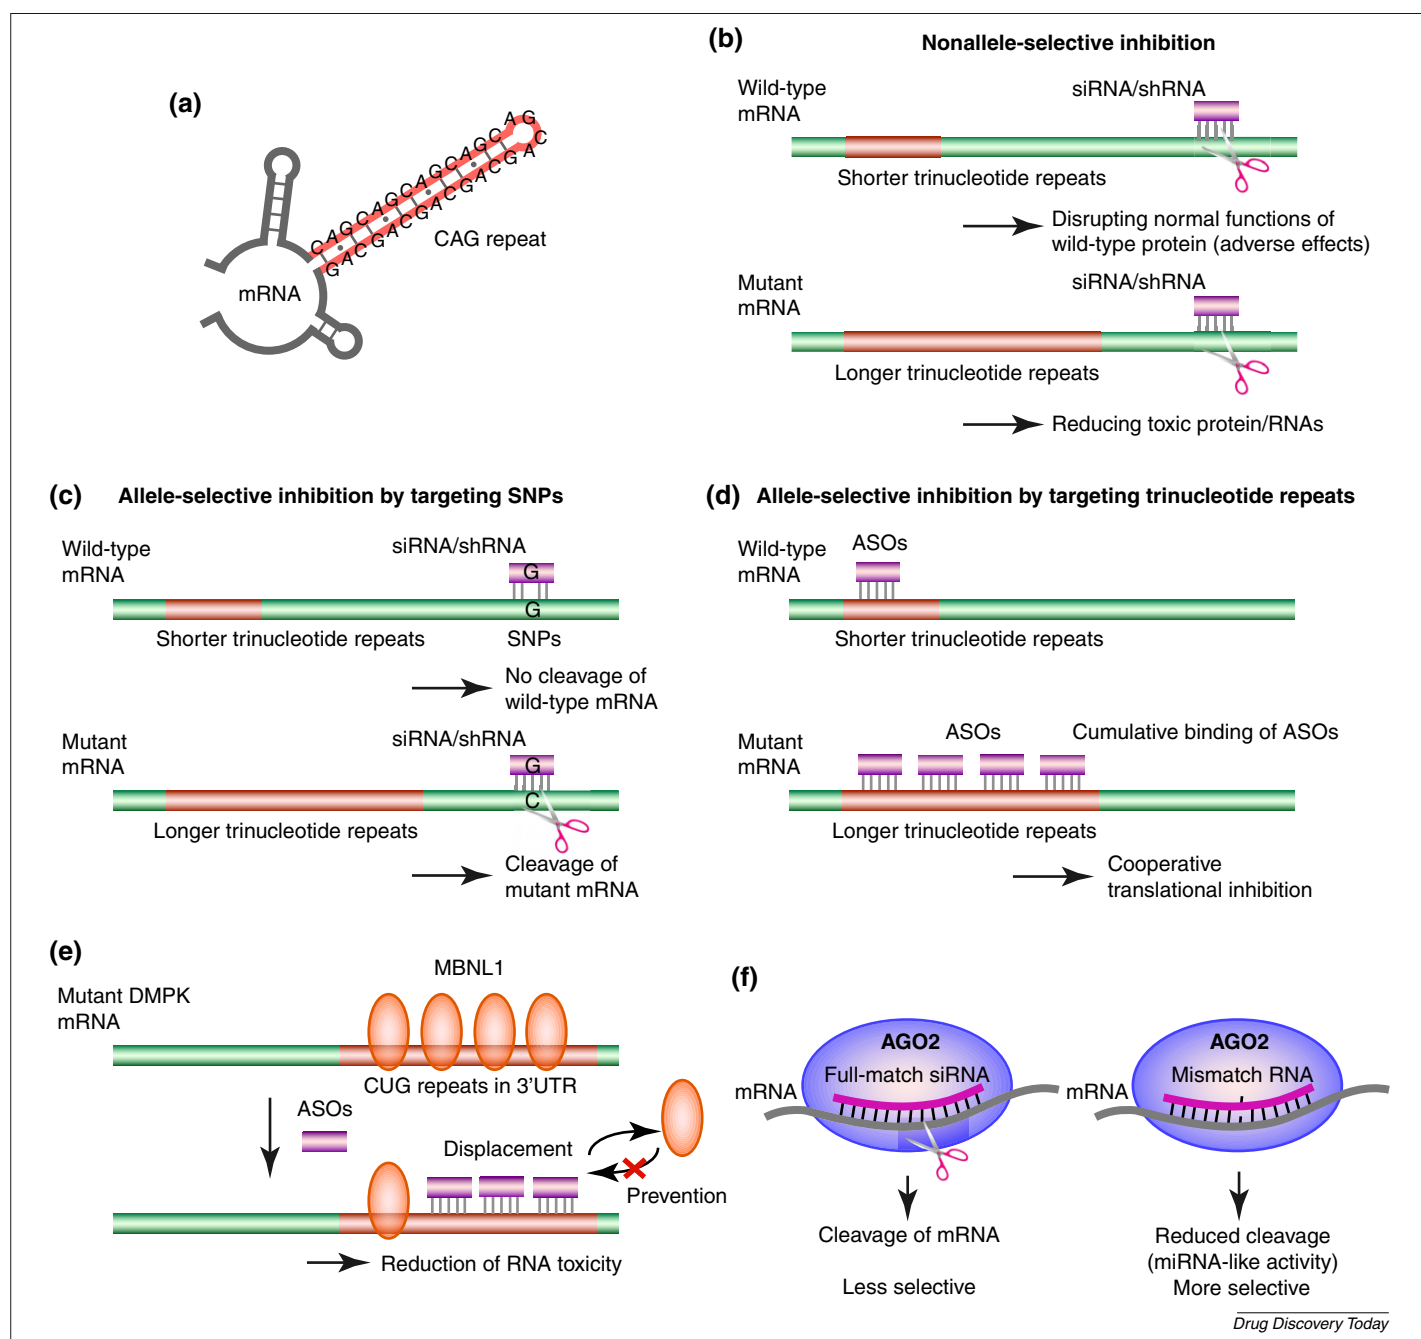 (a)
CAGCAGCAGCAGCAGCAGCAGCAGCAG
CAG repeat
mRNA
(b)
Nonallele-selective inhibition
Wild-type
mRNA
siRNA/shRNA
Shorter trinucleotide repeats
Disrupting normal functions of
wild-type protein (adverse effects)
Mutant
mRNA
siRNA/shRNA
Longer trinucleotide repeats
Reducing toxic protein/RNAs
(c)
Allele-selective inhibition by targeting SNPs
Wild-type
mRNA
siRNA/shRNA
G
G
Shorter trinucleotide repeats
SNPs
No cleavage of
wild-type mRNA
Mutant
mRNA
siRNA/shRNA
G
C
Longer trinucleotide repeats
Cleavage of
mutant mRNA
(d)
Allele-selective inhibition by targeting trinucleotide repeats
Wild-type
mRNA
ASOs
Shorter trinucleotide repeats
Mutant
mRNA
ASOs
Cumulative binding of ASOs
Longer trinucleotide repeats
Cooperative
translational inhibition
(e)
Mutant DMPK
mRNA
MBNL1
CUG repeats in 3'UTR
ASOs
Displacement
Prevention
Reduction of RNA toxicity
(f)
AGO2
Full-match siRNA
mRNA
Cleavage of mRNA
Less selective
AGO2
Mismatch RNA
mRNA
Reduced cleavage
(miRNA-like activity)
More selective
Drug Discovery Today